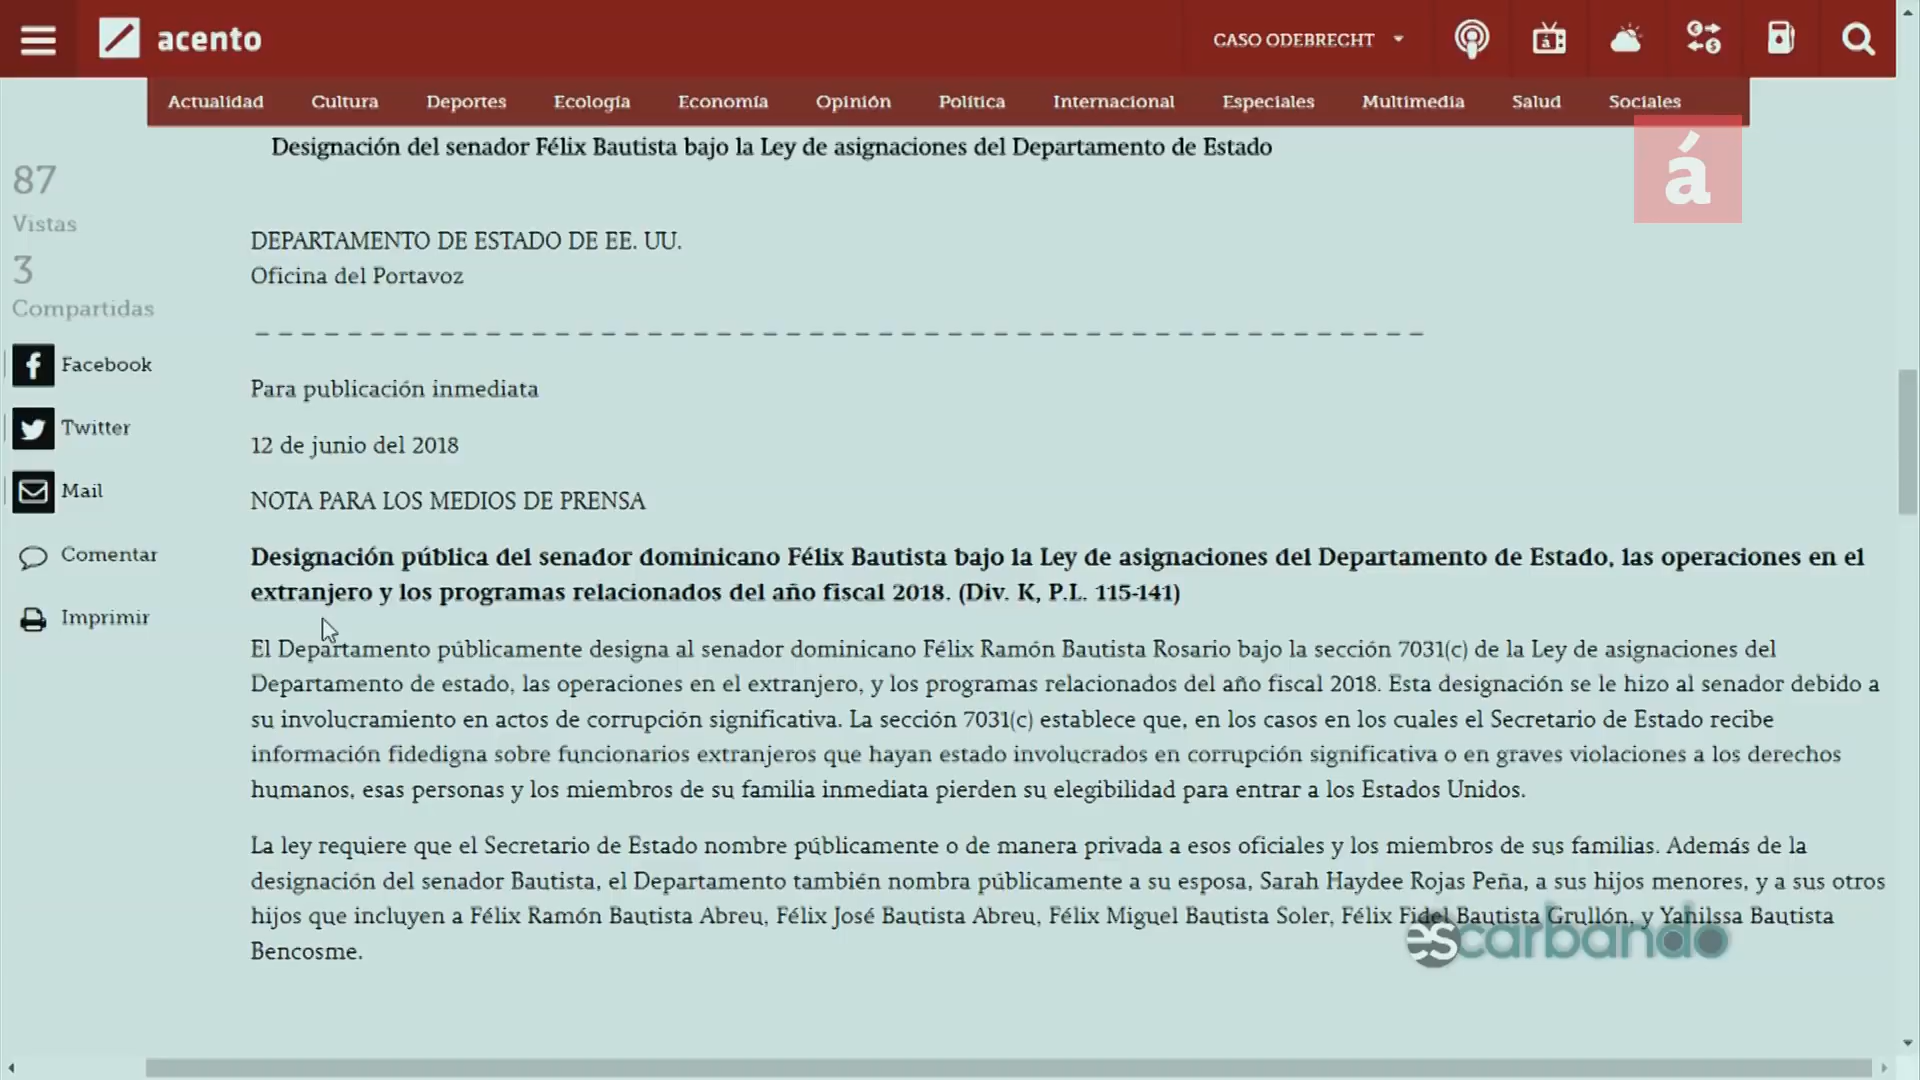 acento
CASO ODEBRECHT
Actualidad Cultura Deportes Ecología Economía Opinión Política Internacional Especiales Multimedia Salud Sociales
á
Designación del senador Félix Bautista bajo la Ley de asignaciones del Departamento de Estado
87
Vistas
3
Compartidas
Facebook
Twitter
Mail
Comentar
Imprimir
DEPARTAMENTO DE ESTADO DE EE. UU.
Oficina del Portavoz
Para publicación inmediata
12 de junio del 2018
NOTA PARA LOS MEDIOS DE PRENSA
Designación pública del senador dominicano Félix Bautista bajo la Ley de asignaciones del Departamento de Estado, las operaciones en el
extranjero y los programas relacionados del año fiscal 2018. (Div. K, P.L. 115-141)
El Departamento públicamente designa al senador dominicano Félix Ramón Bautista Rosario bajo la sección 7031(c) de la Ley de asignaciones del
Departamento de estado, las operaciones en el extranjero, y los programas relacionados del año fiscal 2018. Esta designación se le hizo al senador debido a
su involucramiento en actos de corrupción significativa. La sección 7031(c) establece que, en los casos en los cuales el Secretario de Estado recibe
información fidedigna sobre funcionarios extranjeros que hayan estado involucrados en corrupción significativa o en graves violaciones a los derechos
humanos, esas personas y los miembros de su familia inmediata pierden su elegibilidad para entrar a los Estados Unidos.
La ley requiere que el Secretario de Estado nombre públicamente o de manera privada a esos oficiales y los miembros de sus familias. Además de la
designación del senador Bautista, el Departamento también nombra públicamente a su esposa, Sarah Haydee Rojas Peña, a sus hijos menores, y a sus otros
hijos que incluyen a Félix Ramón Bautista Abreu, Félix José Bautista Abreu, Félix Miguel Bautista Soler, Félix Fidel Bautista Grullón, y Yanilssa Bautista
Bencosme.
escarbando